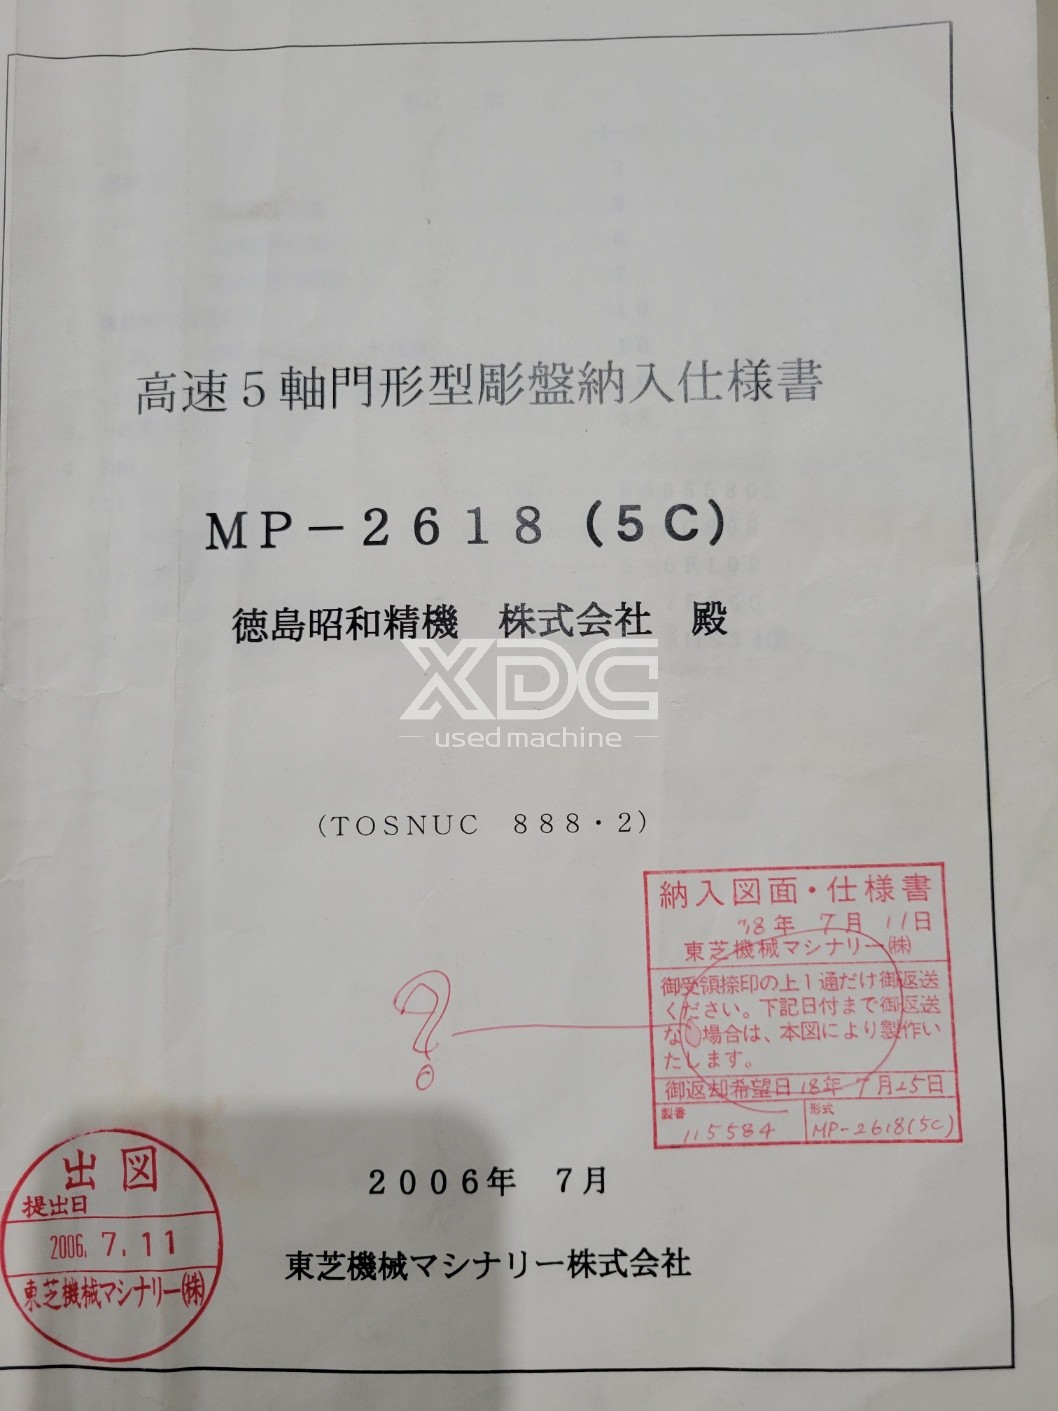 高速５軸門形型彫盤納入仕様書
ＭＰ－２６１８（５Ｃ）
徳島昭和精機　株式会社　殿
XDC
used machine
（ＴＯＳＮＵＣ　８８８・２）
納入図面・仕様書
'18年 7月 11日
東芝機械マシナリー㈱
御受領捺印の上1通だけ御返送
ください。下記日付まで御返送
な 場合は、本図により製作い
たします。
御返却希望日 18年 7月25日
製番
115584
形式
MP-2618(5C)
?
２００６年　７月
東芝機械マシナリー株式会社
出図
提出日
2006. 7. 11
東芝機械マシナリー㈱